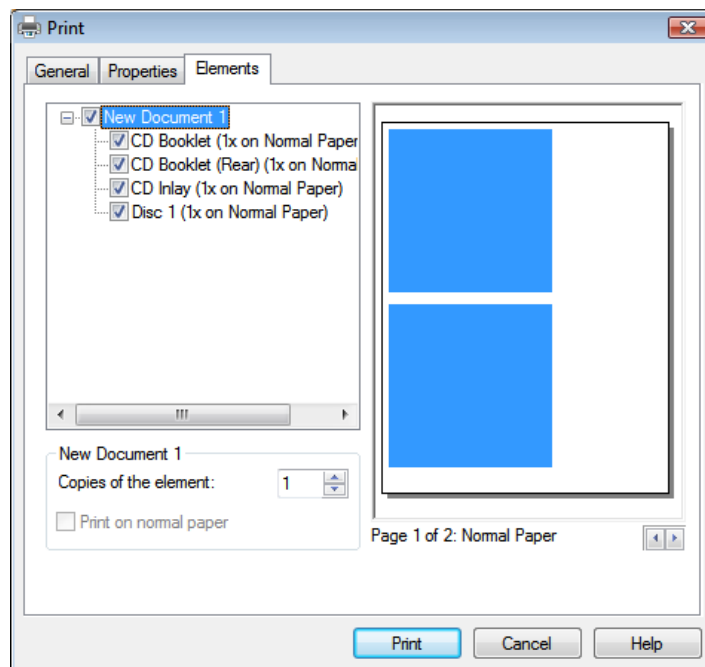 Print
General
Properties
Elements
New Document 1
CD Booklet (1x on Normal Paper
CD Booklet (Rear) (1x on Norma
CD Inlay (1x on Normal Paper)
Disc 1 (1x on Normal Paper)
New Document 1
Copies of the element: 1
Print on normal paper
Page 1 of 2: Normal Paper
Print
Cancel
Help